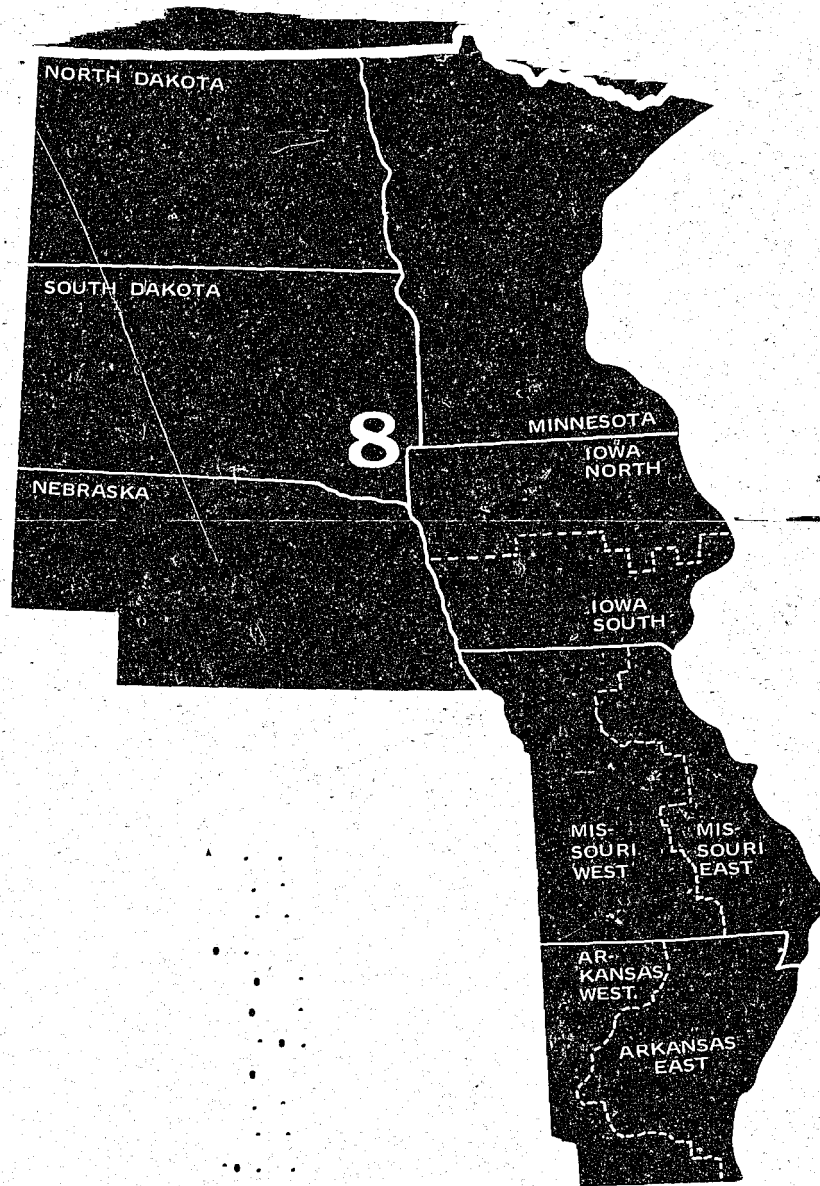 NORTH DAKOTA
SOUTH DAKOTA
8
MINNESOTA
IOWA
NORTH
NEBRASKA
IOWA
SOUTH
MIS-
SOURI
WEST
MIS-
SOURI
EAST
AR-
KANSAS
WEST
ARKANSAS
EAST